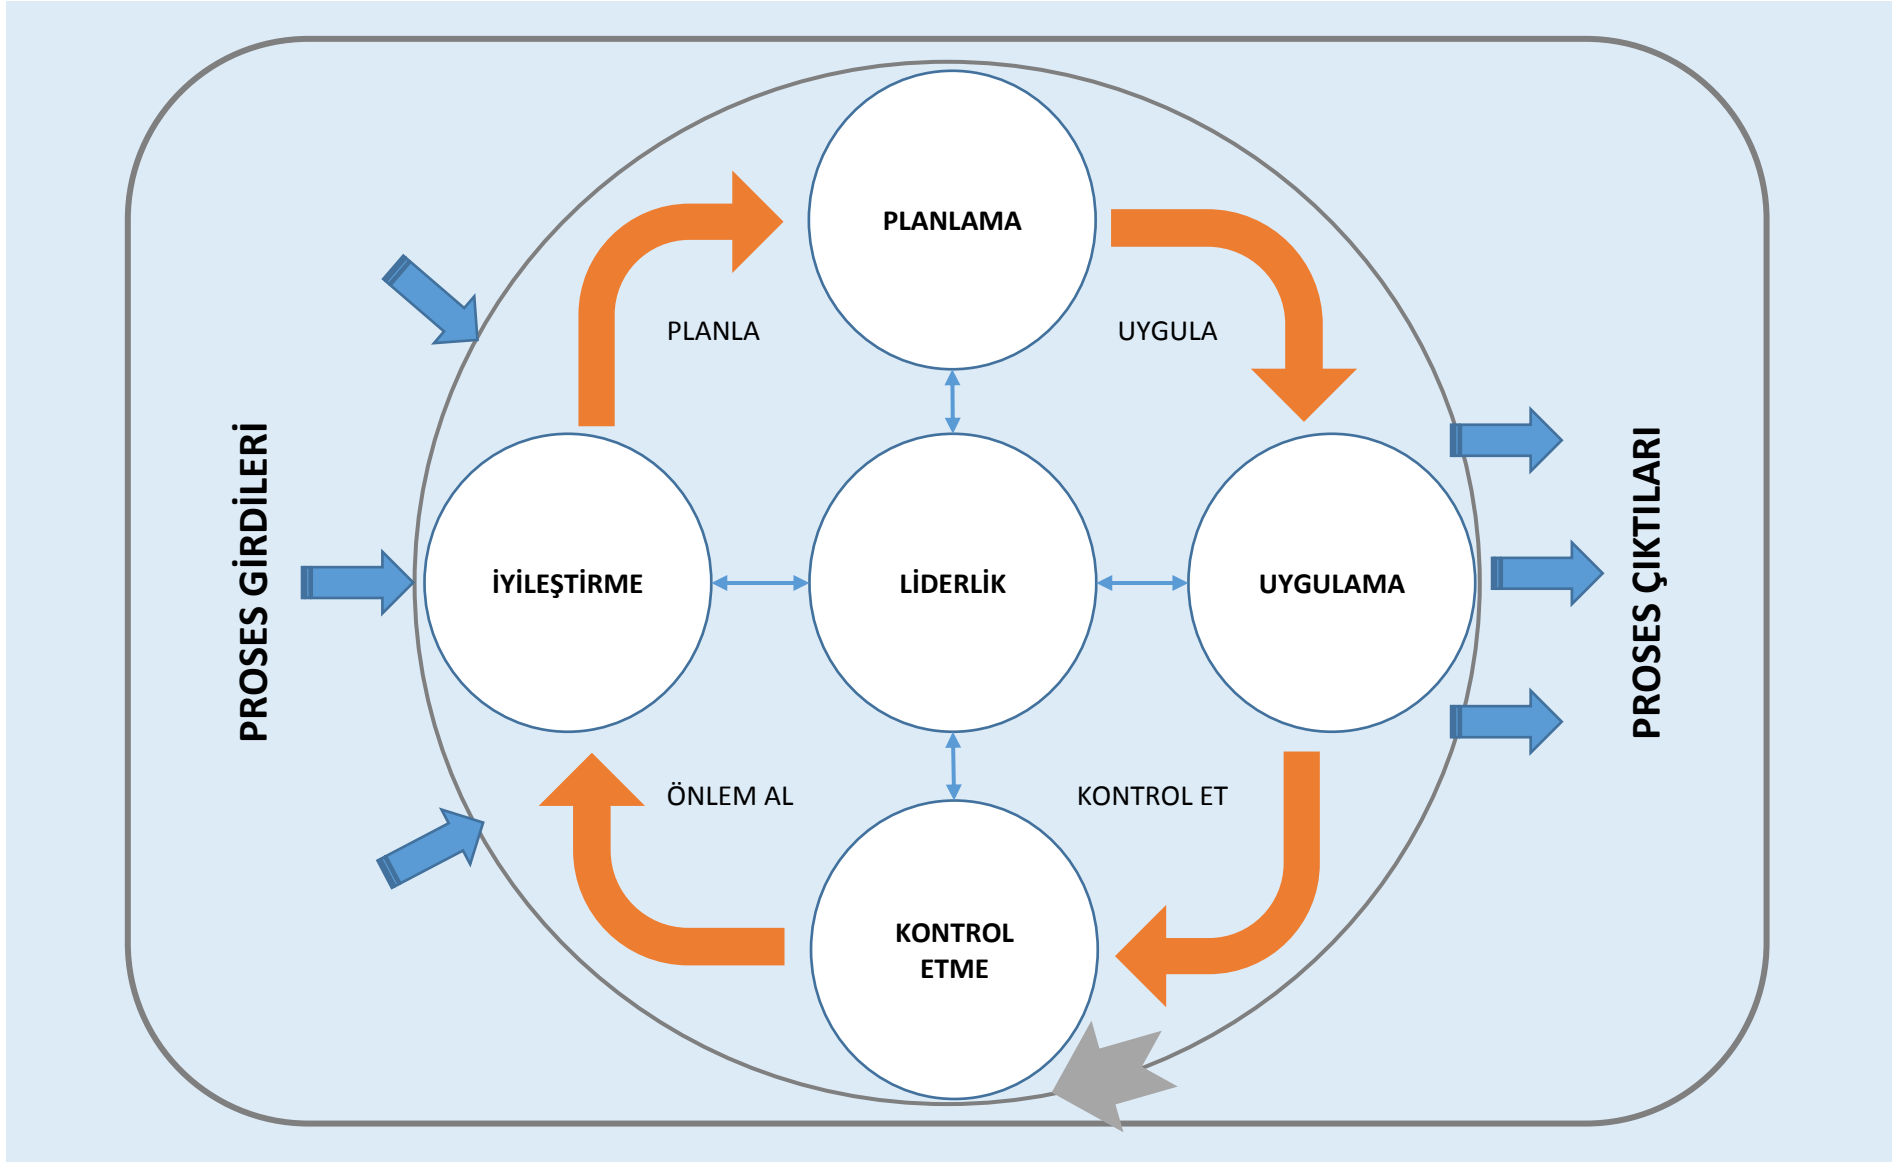 PLANLAMA
PLANLA
UYGULA
PROSES GİRDİLERİ
İYİLEŞTİRME
LİDERLİK
UYGULAMA
PROSES ÇIKTILARI
ÖNLEM AL
KONTROL ET
KONTROL
ETME